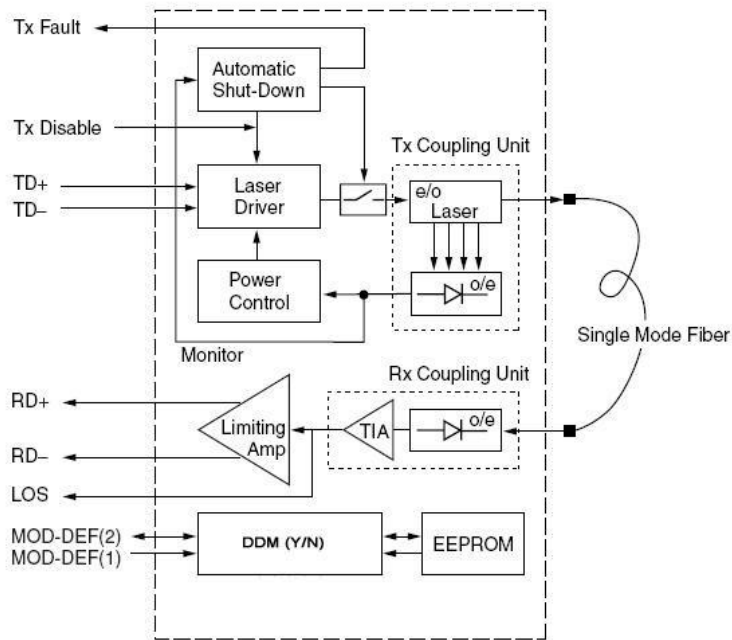 Tx Fault
Automatic
Shut-Down
Tx Disable
Tx Coupling Unit
TD+
TD–
Laser
Driver
e/o
Laser
Power
Control
o/e
Monitor
Single Mode Fiber
Rx Coupling Unit
RD+
RD–
Limiting
Amp
TIA
o/e
LOS
MOD-DEF(2)
MOD-DEF(1)
DDM (Y/N)
EEPROM